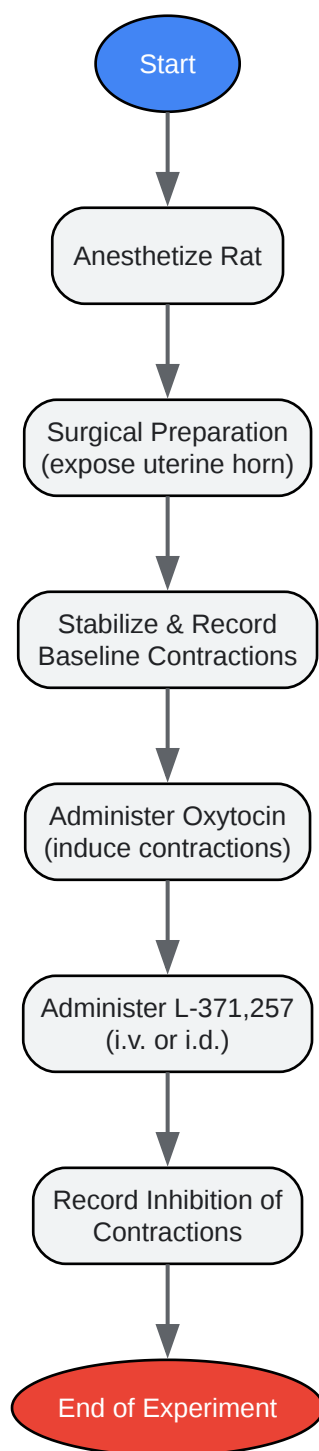 Start
Anesthetize Rat
Surgical Preparation
(expose uterine horn)
Stabilize & Record
Baseline Contractions
Administer Oxytocin
(induce contractions)
Administer L-371,257
(i.v. or i.d.)
Record Inhibition of
Contractions
End of Experiment